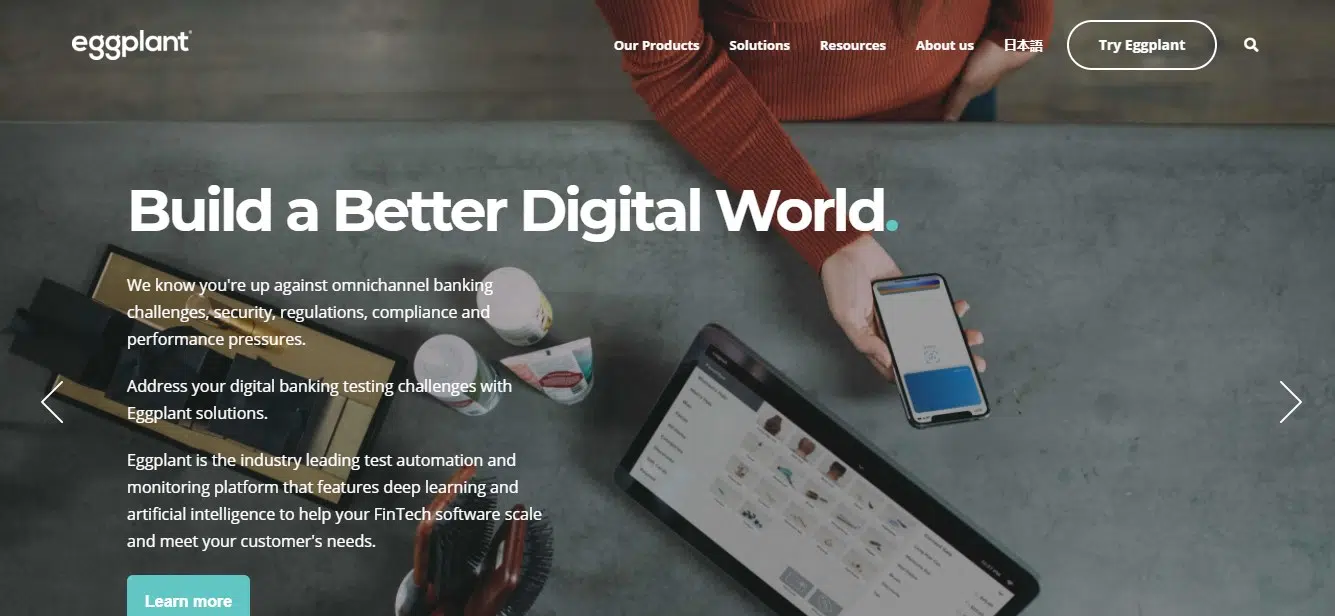 eggplant
Our Products
Solutions
Resources
About us
日本語
Try Eggplant
Build a Better Digital World.
We know you're up against omnichannel banking
challenges, security, regulations, compliance and
performance pressures.
Address your digital banking testing challenges with
Eggplant solutions.
Eggplant is the industry leading test automation and
monitoring platform that features deep learning and
artificial intelligence to help your FinTech software scale
and meet your customer's needs.
Learn more